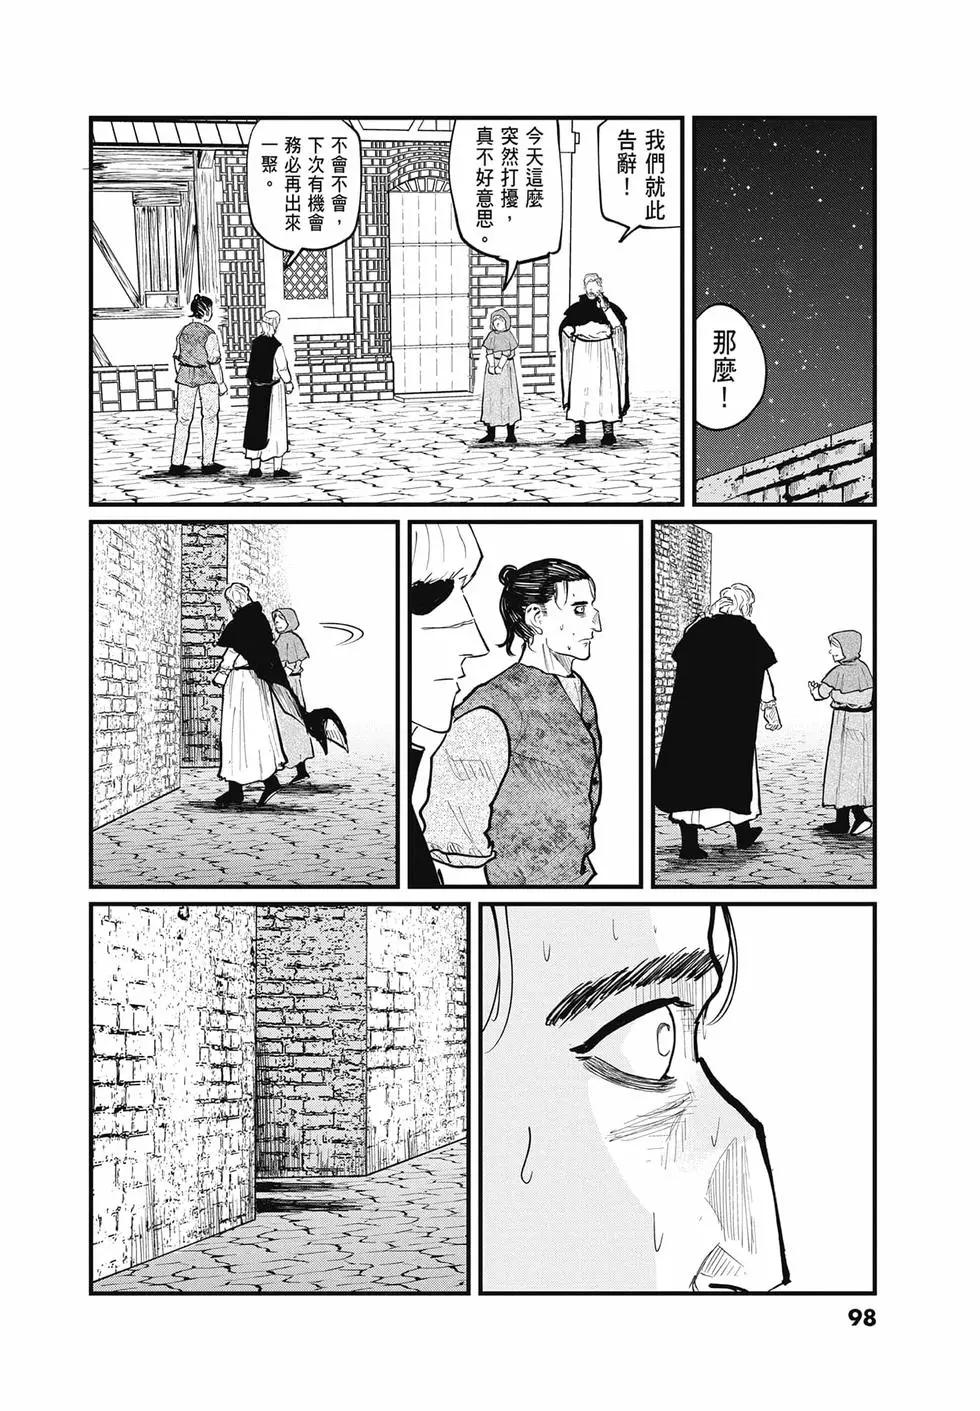 那麼！
我們就此
告辭！
今天這麼
突然打擾，
真不好意思。
不會不會，
下次有機會
務必再出來
一聚。
98